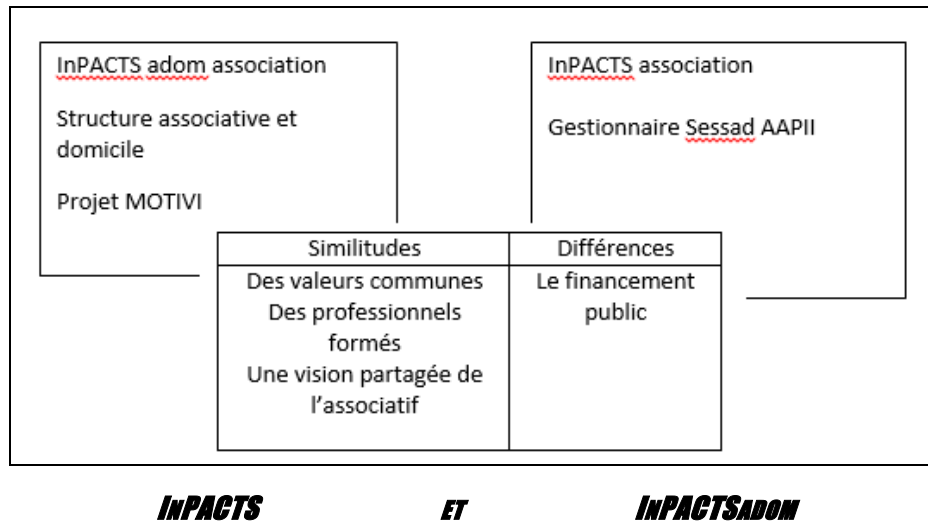 InPACTS adom association
Structure associative et
domicile
Projet MOTIVI
InPACTS association
Gestionnaire Sessad AAPII
Similitudes
Des valeurs communes
Des professionnels
formés
Une vision partagée de
l'associatif
Différences
Le financement
public
INPACTS ET INPACTSADOM